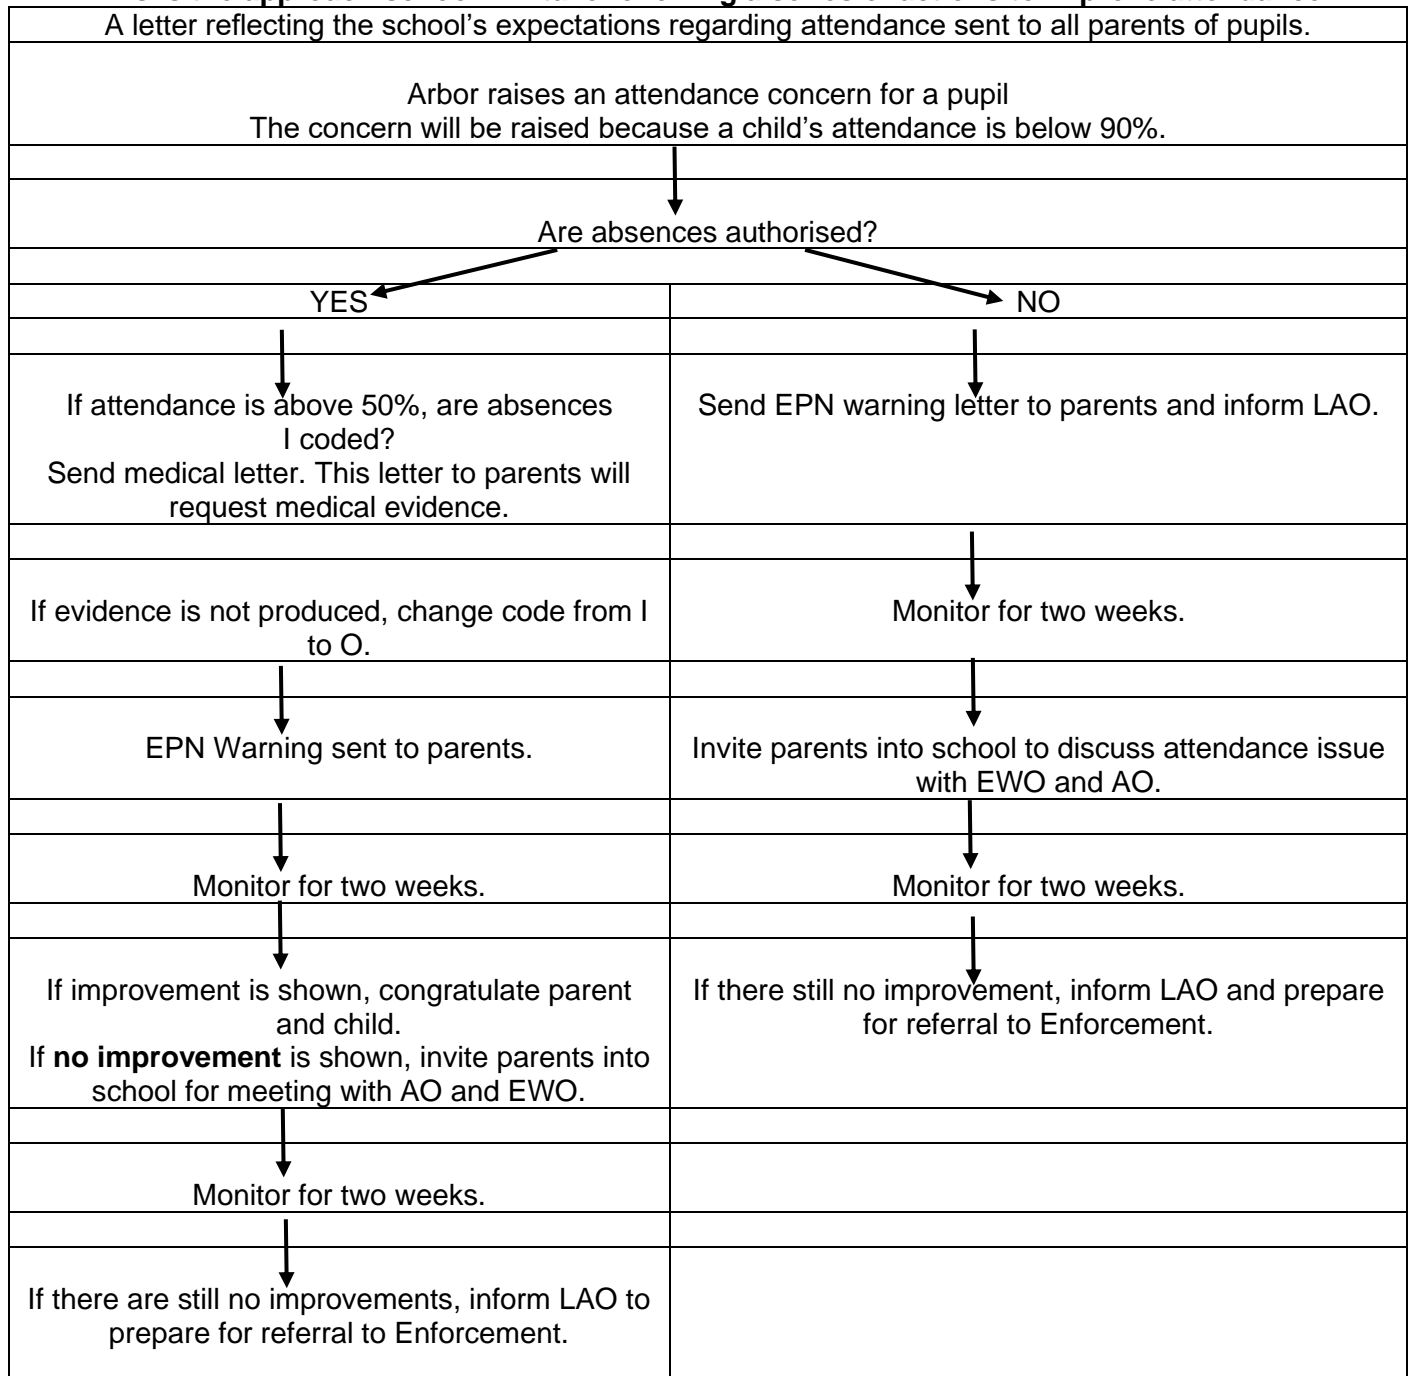 A letter reflecting the school’s expectations regarding attendance sent to all parents of pupils.
Arbor raises an attendance concern for a pupil
The concern will be raised because a child’s attendance is below 90%.
Are absences authorised?
YES
NO
If attendance is above 50%, are absences
I coded?
Send medical letter. This letter to parents will
request medical evidence.
Send EPN warning letter to parents and inform LAO.
If evidence is not produced, change code from I
to O.
Monitor for two weeks.
EPN Warning sent to parents.
Invite parents into school to discuss attendance issue
with EWO and AO.
Monitor for two weeks.
Monitor for two weeks.
If improvement is shown, congratulate parent
and child.
If no improvement is shown, invite parents into
school for meeting with AO and EWO.
If there still no improvement, inform LAO and prepare
for referral to Enforcement.
Monitor for two weeks.
If there are still no improvements, inform LAO to
prepare for referral to Enforcement.